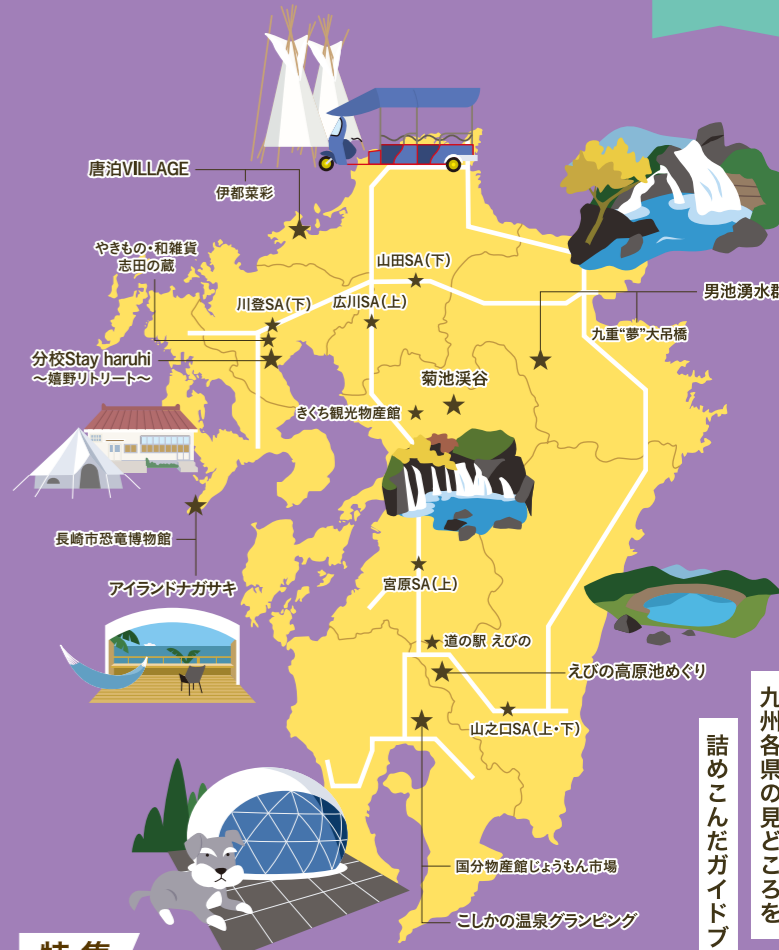 唐泊VILLAGE
伊都菜彩
やきもの・和雑貨
志田の蔵
山田SA（下）
川登SA（下）
広川SA（上）
男池湧水群
九重“夢”大吊橋
分校Stay haruhi
〜嬉野リトリート〜
菊池渓谷
きくち観光物産館
長崎市恐竜博物館
アイランドナガサキ
宮原SA（上）
道の駅 えびの
えびの高原池めぐり
山之口SA（上・下）
九州各県の見どころを
詰めこんだガイドブ
国分物産館じょうもん市場
こしかの温泉グランピング
特集